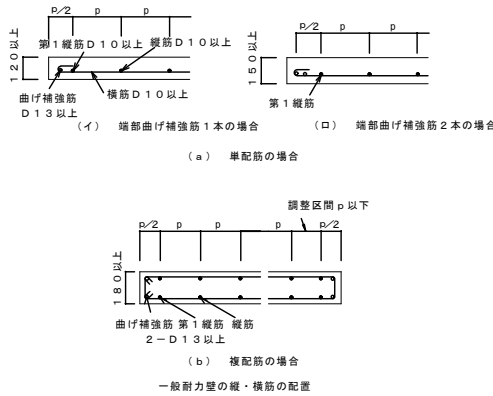 p/2 p p
第1縦筋Ｄ１０以上 縦筋Ｄ１０以上
120以上
曲げ補強筋 横筋Ｄ１０以上
Ｄ１３以上
（イ） 端部曲げ補強筋１本の場合
p/2 p p
150以上
第1縦筋
（ロ） 端部曲げ補強筋２本の場合
（ａ） 単配筋の場合
調整区間ｐ以下
p/2 p p p p/2
180以上
曲げ補強筋 第1縦筋 縦筋
２－Ｄ１３以上
（ｂ） 複配筋の場合
一般耐力壁の縦・横筋の配置